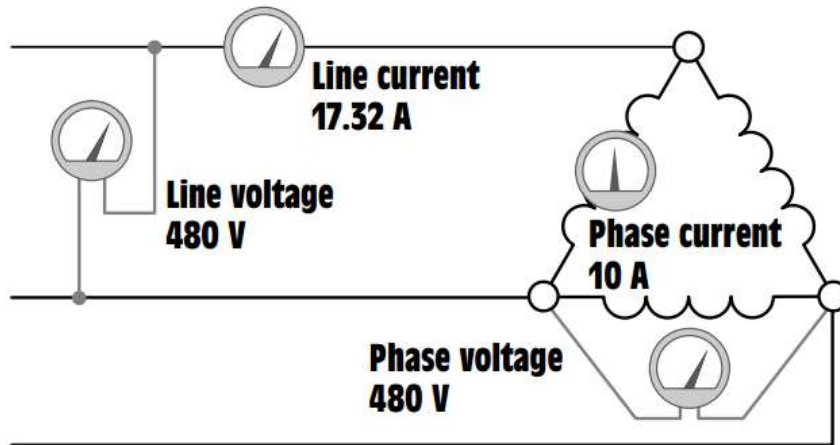 Line current
17.32 A
Line voltage
480 V
Phase current
10 A
Phase voltage
480 V